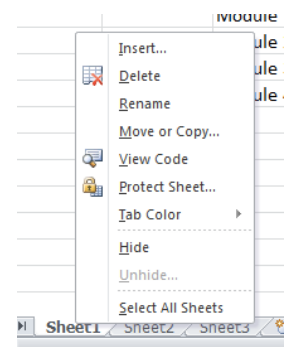 Module
ule
Insert...
ule
Delete
ule
Rename
Move or Copy...
View Code
Protect Sheet...
Tab Color
Hide
Unhide...
Select All Sheets
Sheet1 Sheet2 Sheet3